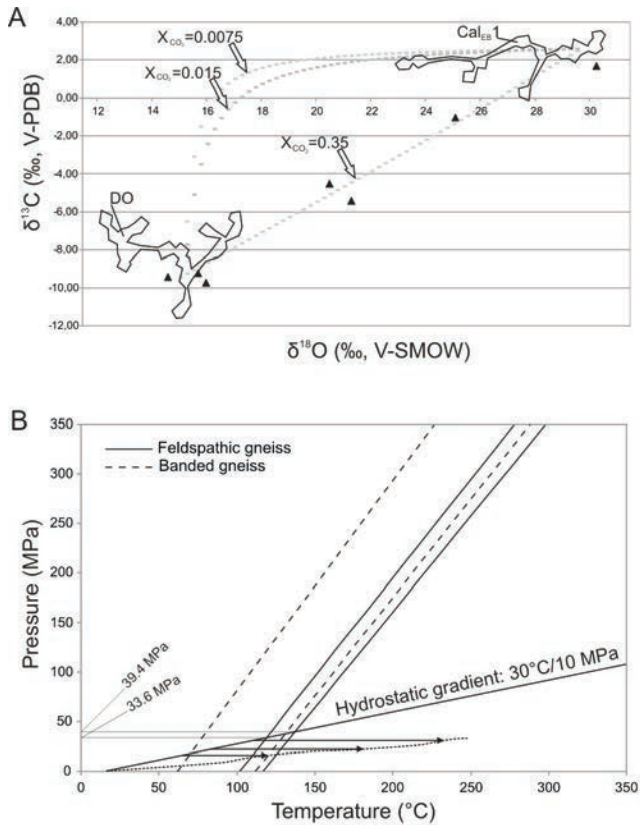 A
4,00
2,00
0,00
-2,00
-4,00
-6,00
-8,00
-10,00
-12,00
12 14 16 18 20 22 24 26 28 30 32
X_CO₂=0.0075
X_CO₂=0.015
X_CO₂=0.35
Cal_EB1
DO
δ¹³C (‰, V-PDB)
δ¹⁸O (‰, V-SMOW)
B
350
300
250
200
150
100
50
0
Feldspathic gneiss
Banded gneiss
39.4 MPa
33.6 MPa
Hydrostatic gradient: 30°C/10 MPa
Pressure (MPa)
0 50 100 150 200 250 300 350
Temperature (°C)